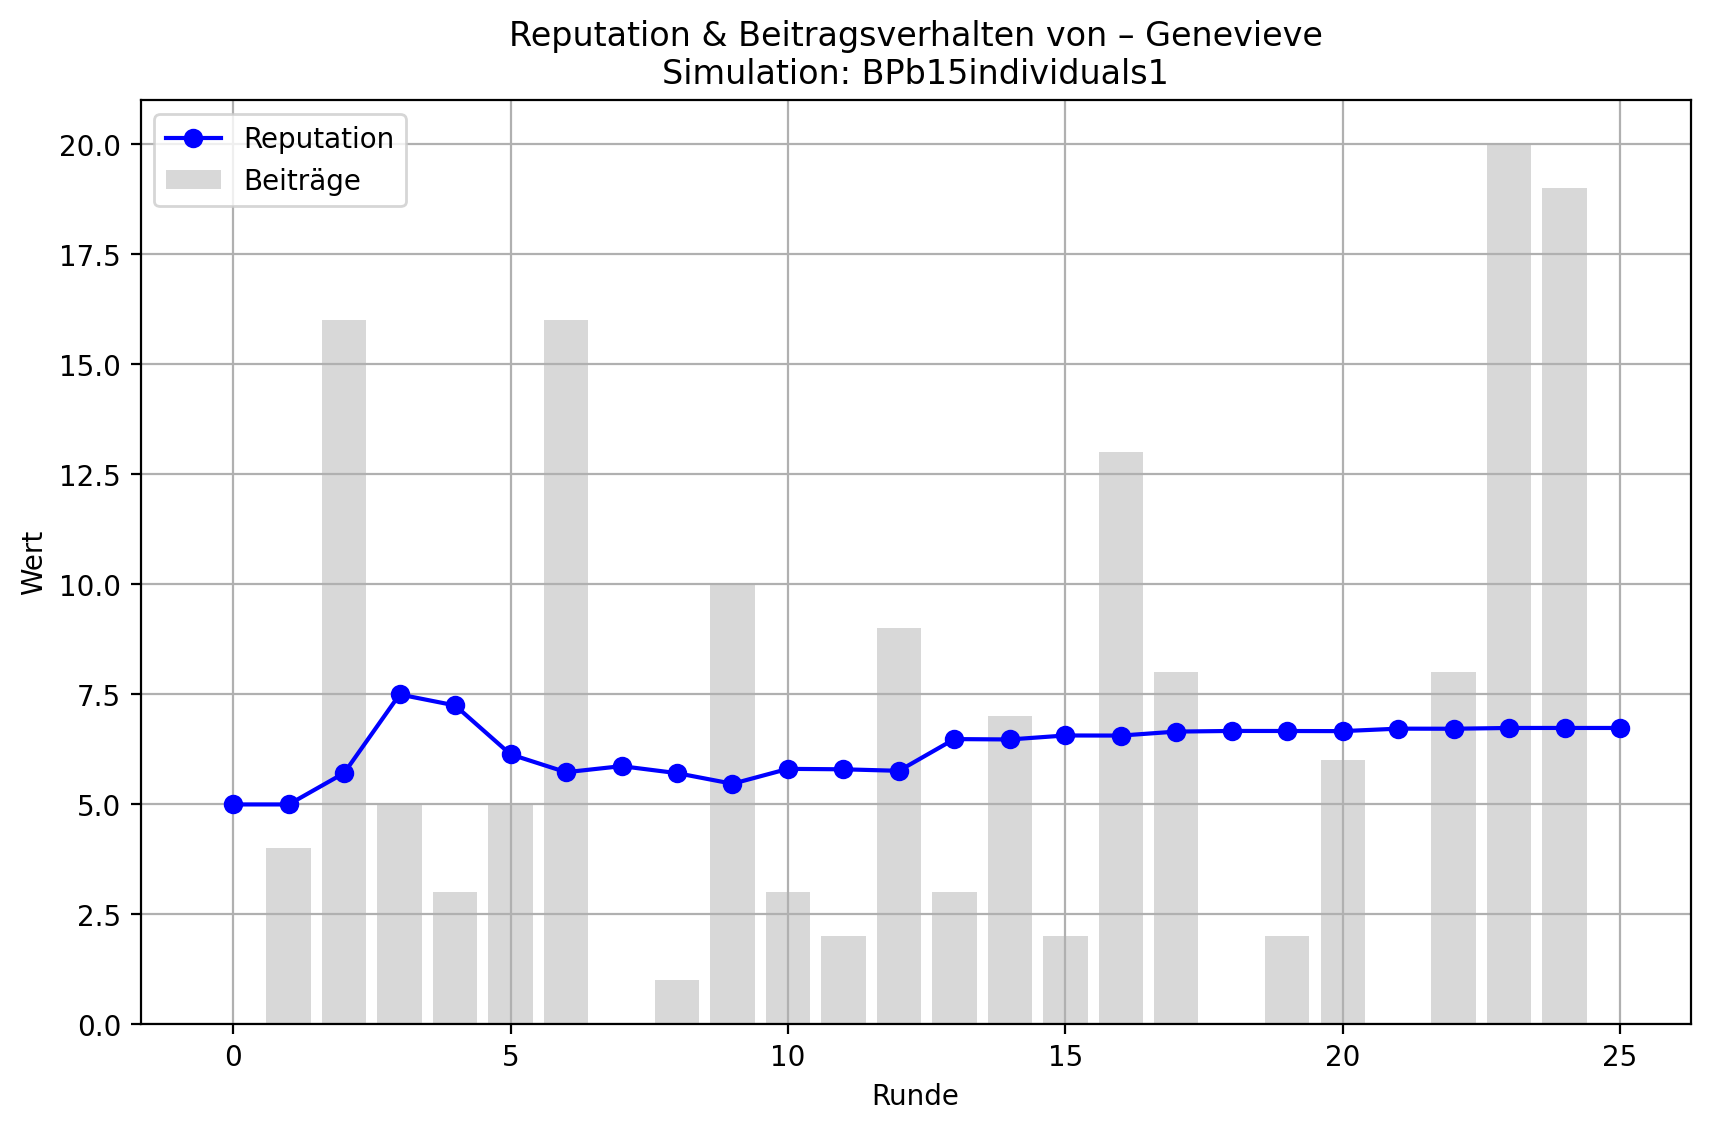 Reputation & Beitragsverhalten von – Genevieve
Simulation: BPb15individuals1
Reputation
Beiträge
20.0
17.5
15.0
12.5
10.0
7.5
5.0
2.5
0.0
Wert
0 5 10 15 20 25
Runde